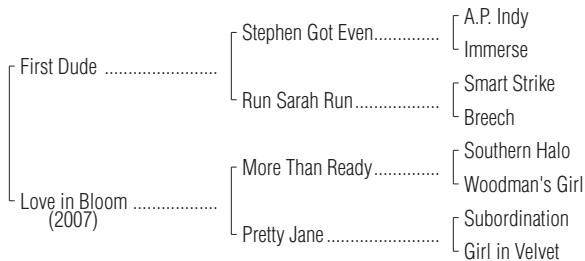 A.P. Indy
Stephen Got Even..............
Immerse
First Dude ........................
Smart Strike
Run Sarah Run..................
Breech
Southern Halo
More Than Ready..............
Woodman's Girl
Love in Bloom ..................
(2007)
Subordination
Pretty Jane........................
Girl in Velvet